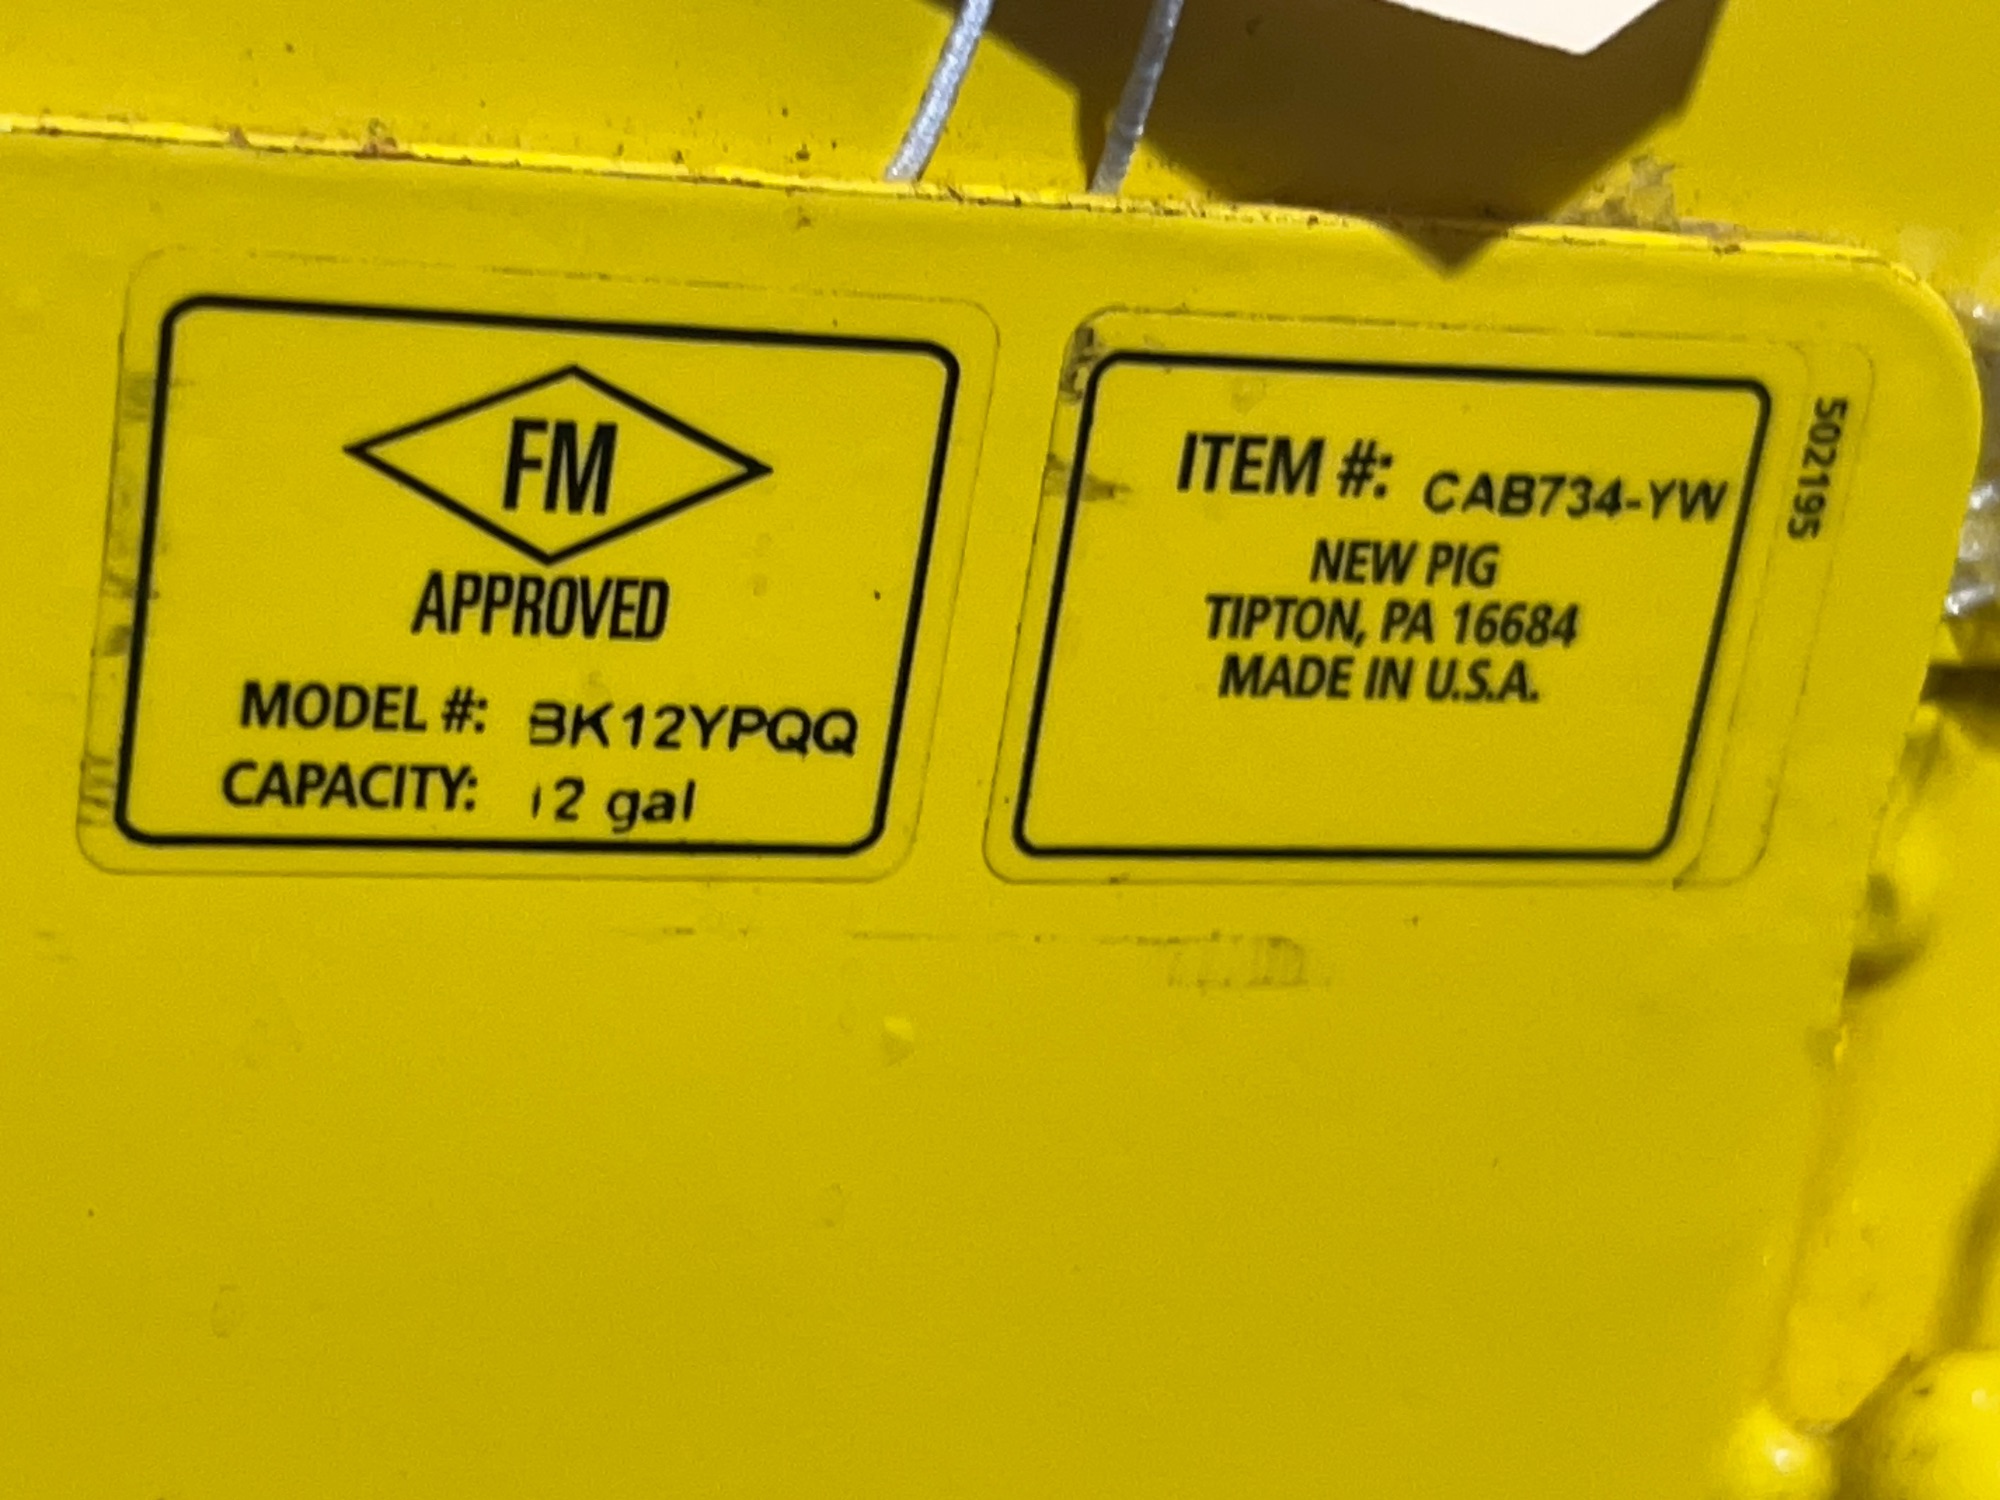 FM
APPROVED
MODEL #: BK12YPQQ
CAPACITY: 12 gal
ITEM #: CAB734-YW
NEW PIG
TIPTON, PA 16684
MADE IN U.S.A.
502195